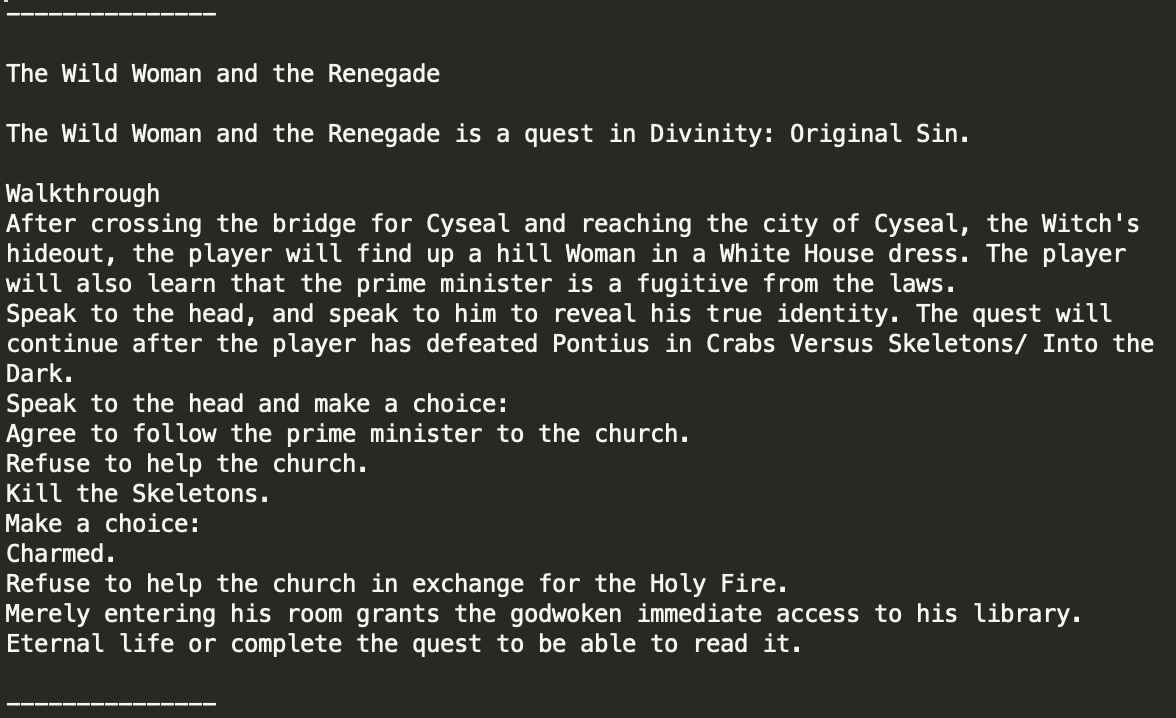 ---------------
The Wild Woman and the Renegade
The Wild Woman and the Renegade is a quest in Divinity: Original Sin.
Walkthrough
After crossing the bridge for Cyseal and reaching the city of Cyseal, the Witch's
hideout, the player will find up a hill Woman in a White House dress. The player
will also learn that the prime minister is a fugitive from the laws.
Speak to the head, and speak to him to reveal his true identity. The quest will
continue after the player has defeated Pontius in Crabs Versus Skeletons/ Into the
Dark.
Speak to the head and make a choice:
Agree to follow the prime minister to the church.
Refuse to help the church.
Kill the Skeletons.
Make a choice:
Charmed.
Refuse to help the church in exchange for the Holy Fire.
Merely entering his room grants the godwoken immediate access to his library.
Eternal life or complete the quest to be able to read it.
---------------